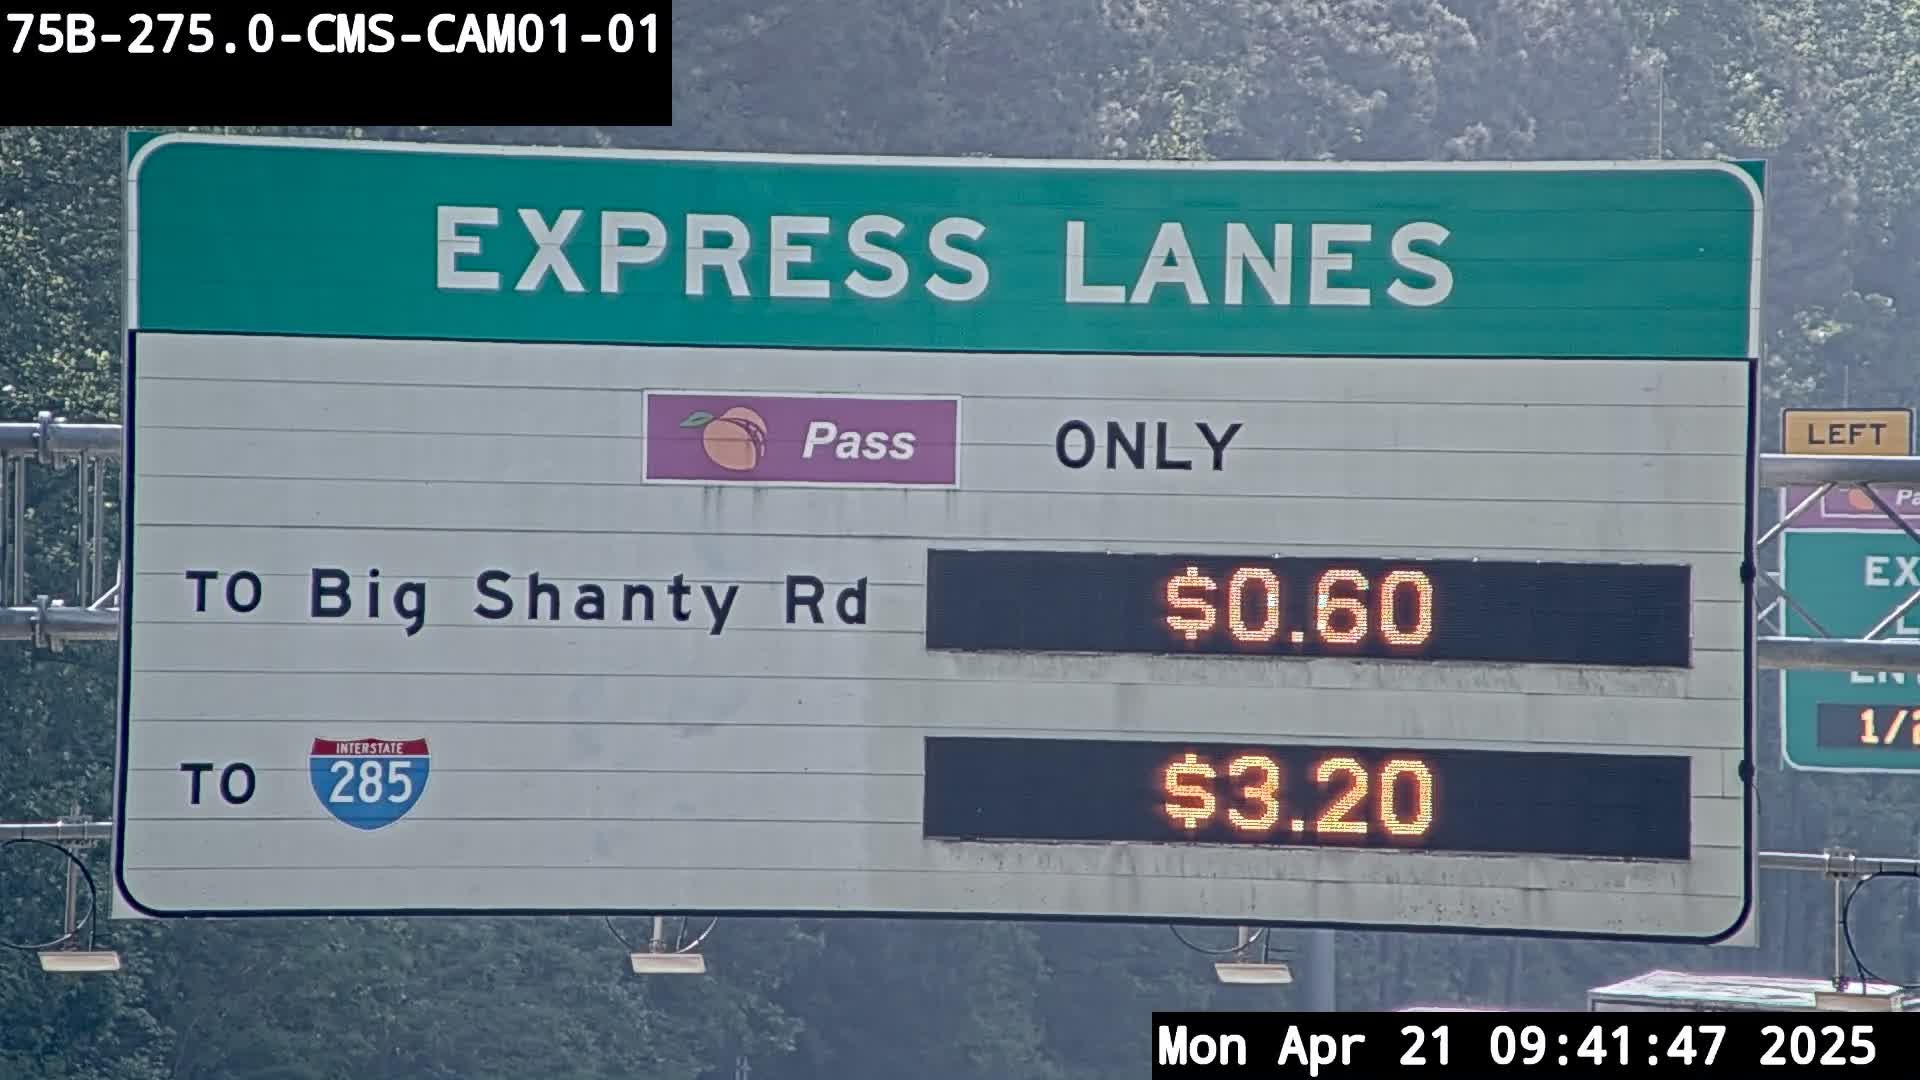 75B-275.0-CMS-CAM01-01
EXPRESS LANES
Pass ONLY
TO Big Shanty Rd $0.60
TO INTERSTATE 285 $3.20
LEFT
Mon Apr 21 09:41:47 2025